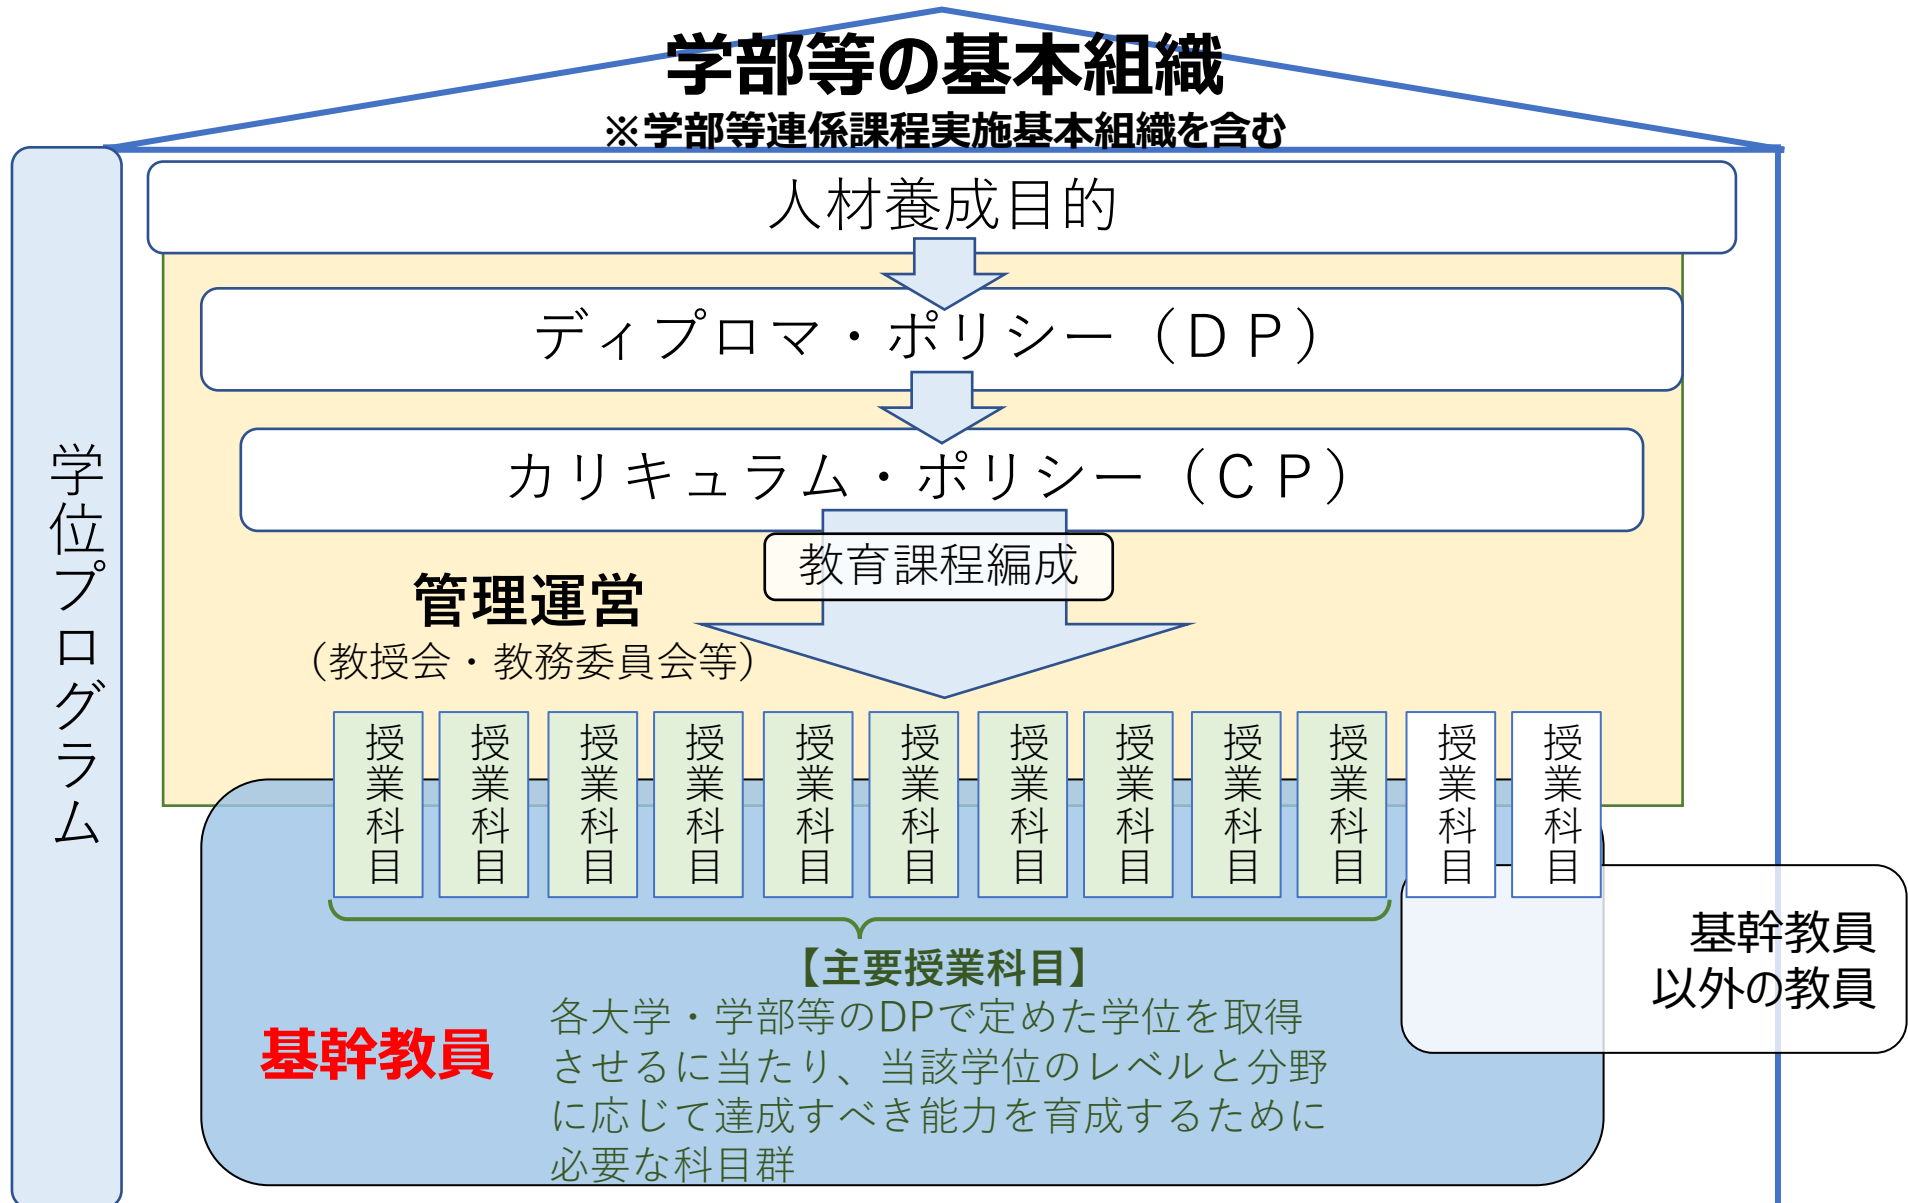 学部等の基本組織
※学部等連係課程実施基本組織を含む
学位プログラム
人材養成目的
ディプロマ・ポリシー（ＤＰ）
カリキュラム・ポリシー（ＣＰ）
教育課程編成
管理運営
（教授会・教務委員会等）
授業科目
授業科目
授業科目
授業科目
授業科目
授業科目
授業科目
授業科目
授業科目
授業科目
授業科目
授業科目
【主要授業科目】
各大学・学部等のDPで定めた学位を取得
させるに当たり、当該学位のレベルと分野
に応じて達成すべき能力を育成するために
必要な科目群
基幹教員
基幹教員
以外の教員